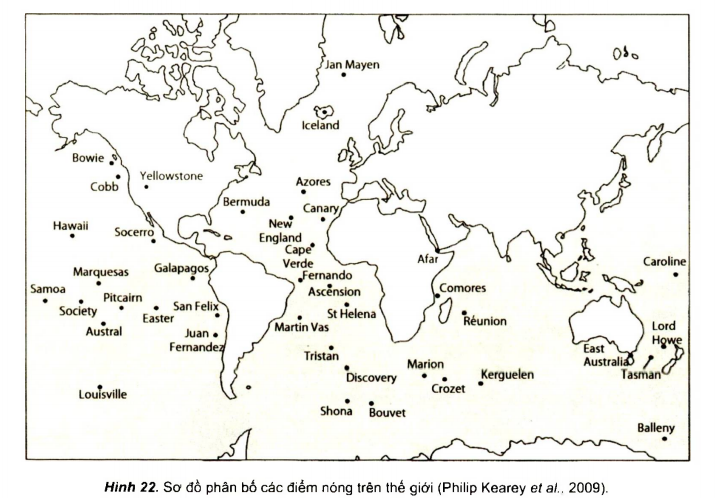 Jan Mayen
Iceland
Bowie
Cobb
Yellowstone
Azores
Bermuda
Canary
New
England
Cape
Verde
Hawaii
Socerro
Afar
Caroline
Galapagos
Marquesas
Fernando
Ascension
Comores
Samoa
Society
Pitcairn
Austral
Easter
San Felix
Juan
Fernandez
Martin Vas
St Helena
Réunion
Lord
Howe
East
Australia
Tasman
Tristan
Discovery
Marion
Crozet
Kerguelen
Louisville
Shona
Bouvet
Balleny
Hình 22. Sơ đồ phân bố các điểm nóng trên thế giới (Philip Kearey et al., 2009).